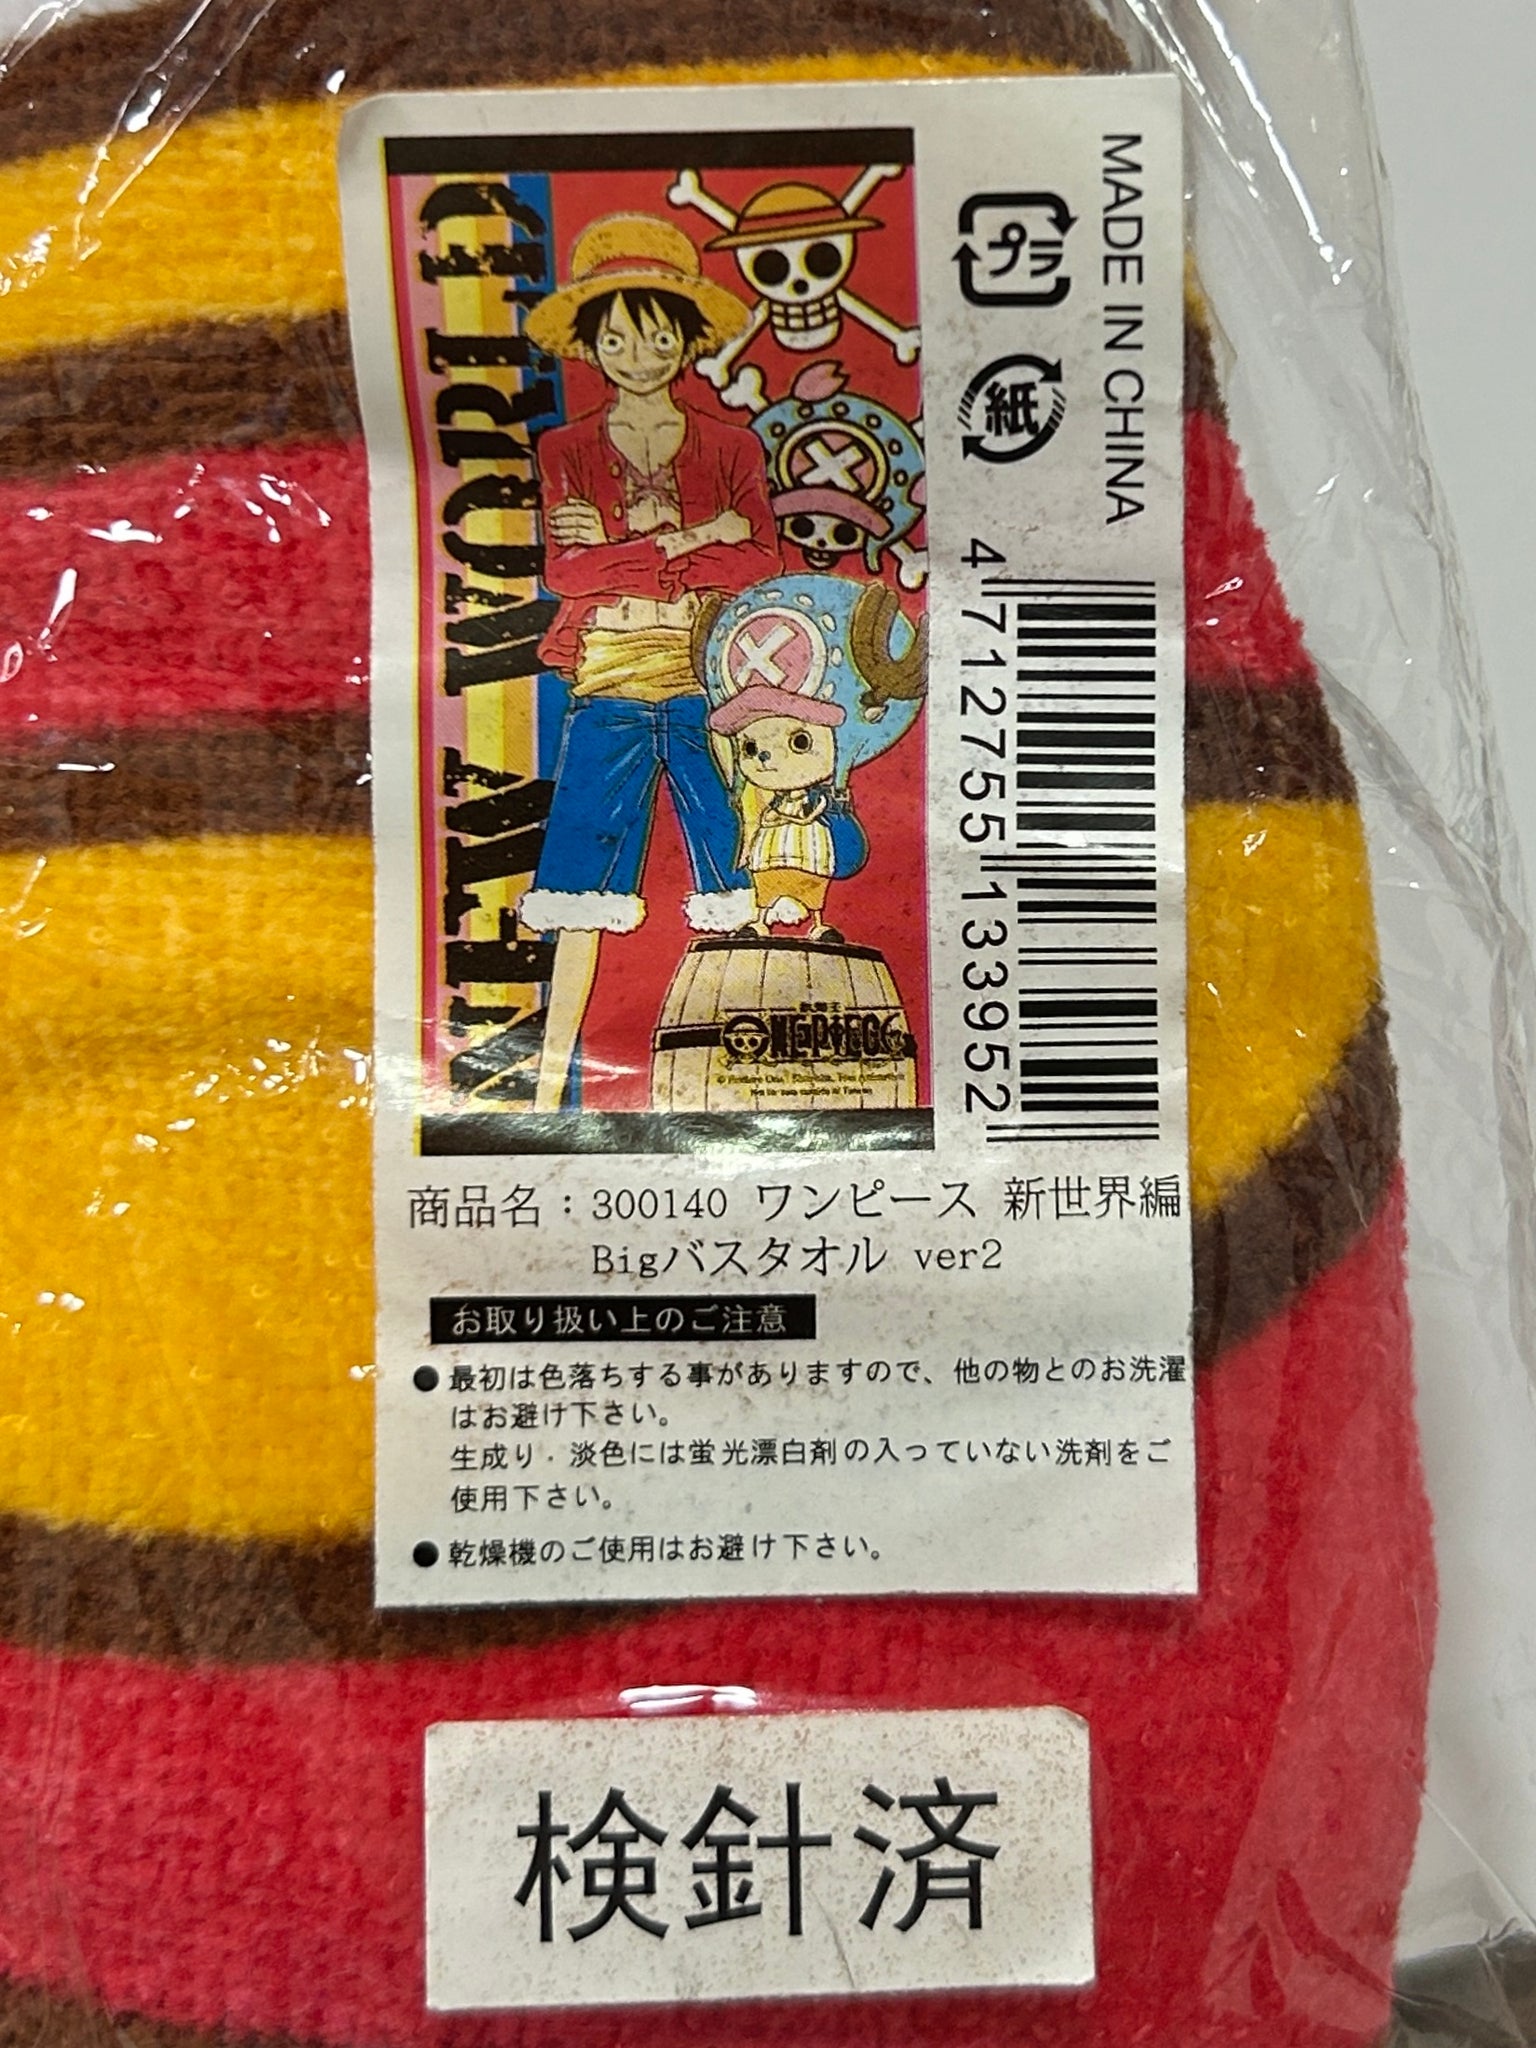 THE NEW WORLD
航海王
ONE PIECE
MADE IN CHINA
プラ
紙
4712755133952
商品名：300140 ワンピース 新世界編
Bigバスタオル ver2
お取り扱い上のご注意
●最初は色落ちする事がありますので、他の物とのお洗濯
はお避け下さい。
生成り・淡色には蛍光漂白剤の入っていない洗剤をご
使用下さい。
●乾燥機のご使用はお避け下さい。
検針済